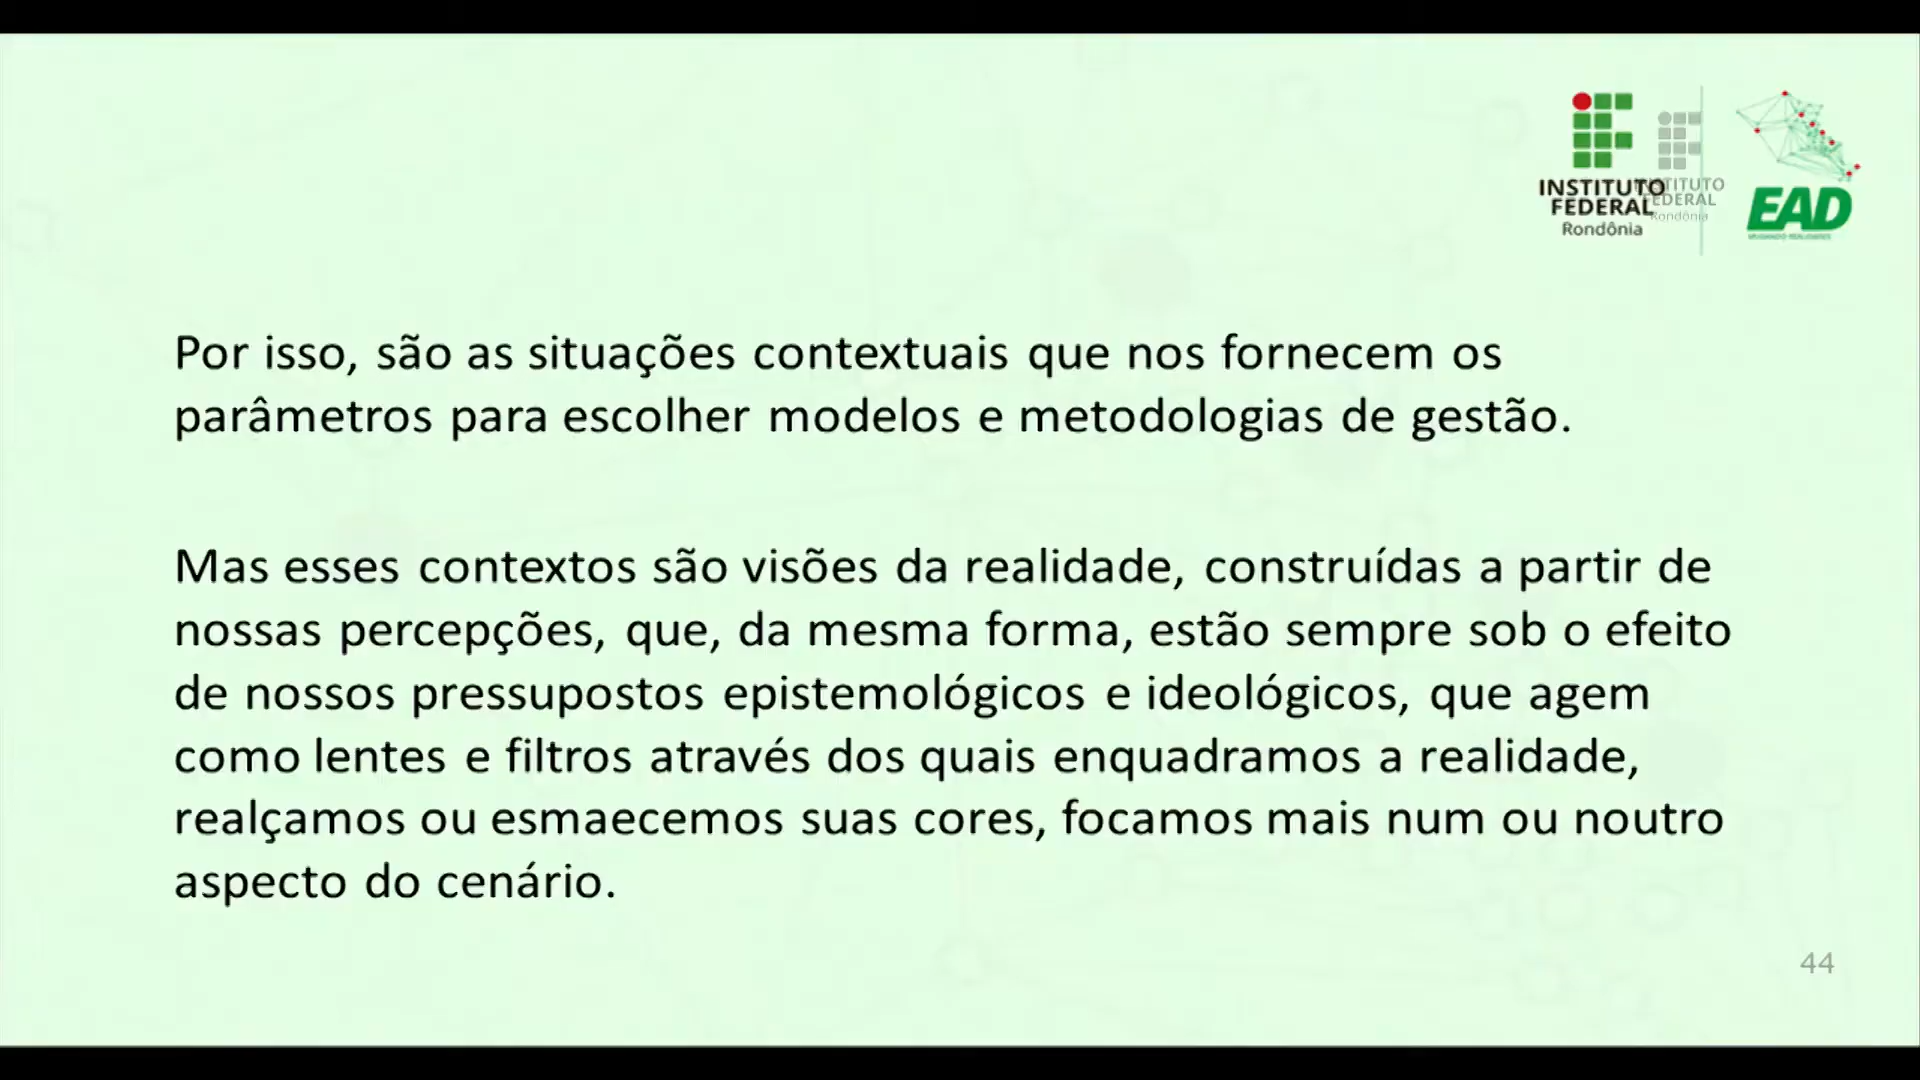 INSTITUTO
FEDERAL
Rondônia
EAD
Por isso, são as situações contextuais que nos fornecem os
parâmetros para escolher modelos e metodologias de gestão.
Mas esses contextos são visões da realidade, construídas a partir de
nossas percepções, que, da mesma forma, estão sempre sob o efeito
de nossos pressupostos epistemológicos e ideológicos, que agem
como lentes e filtros através dos quais enquadramos a realidade,
realçamos ou esmaecemos suas cores, focamos mais num ou noutro
aspecto do cenário.
44